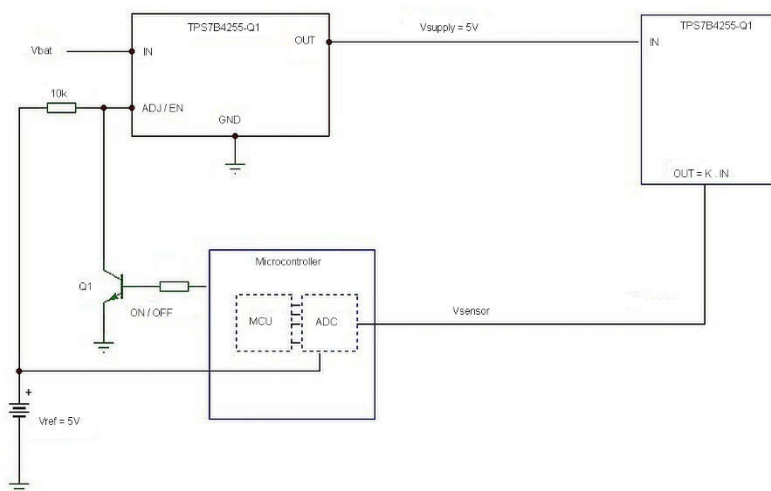 TPS7B4255-Q1
TPS7B4255-Q1
OUT
Vsupply = 5V
Vbat
IN
IN
10k
ADJ / EN
GND
OUT = K . IN
Microcontroller
Q1
ON / OFF
MCU
ADC
Vsensor
+
Vref = 5V